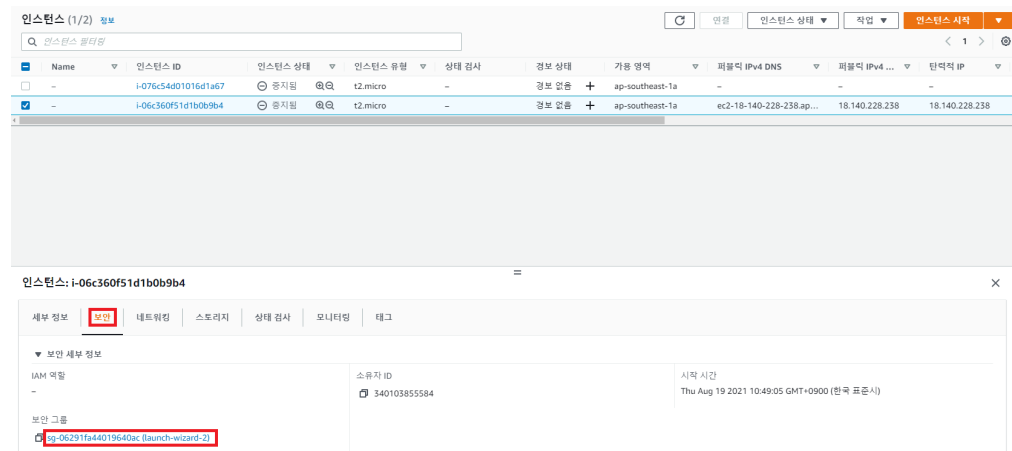 인스턴스 (1/2) 정보 연결 인스턴스 상태 ▼ 작업 ▼ 인스턴스 시작 ▼
인스턴스 필터링 < 1 >
Name 인스턴스 ID 인스턴스 상태 인스턴스 유형 상태 검사 경보 상태 가용 영역 퍼블릭 IPv4 DNS 퍼블릭 IPv4 ... 탄력적 IP
– i-076c54d01016d1a67 중지됨 t2.micro – 경보 없음 + ap-southeast-1a – – –
– i-06c360f51d1b0b9b4 중지됨 t2.micro – 경보 없음 + ap-southeast-1a ec2-18-140-228-238.ap... 18.140.228.238 18.140.228.238
인스턴스: i-06c360f51d1b0b9b4
세부 정보 보안 네트워킹 스토리지 상태 검사 모니터링 태그
▼ 보안 세부 정보
IAM 역할 소유자 ID 시작 시간
– 340103855584 Thu Aug 19 2021 10:49:05 GMT+0900 (한국 표준시)
보안 그룹
sg-06291fa44019640ac (launch-wizard-2)